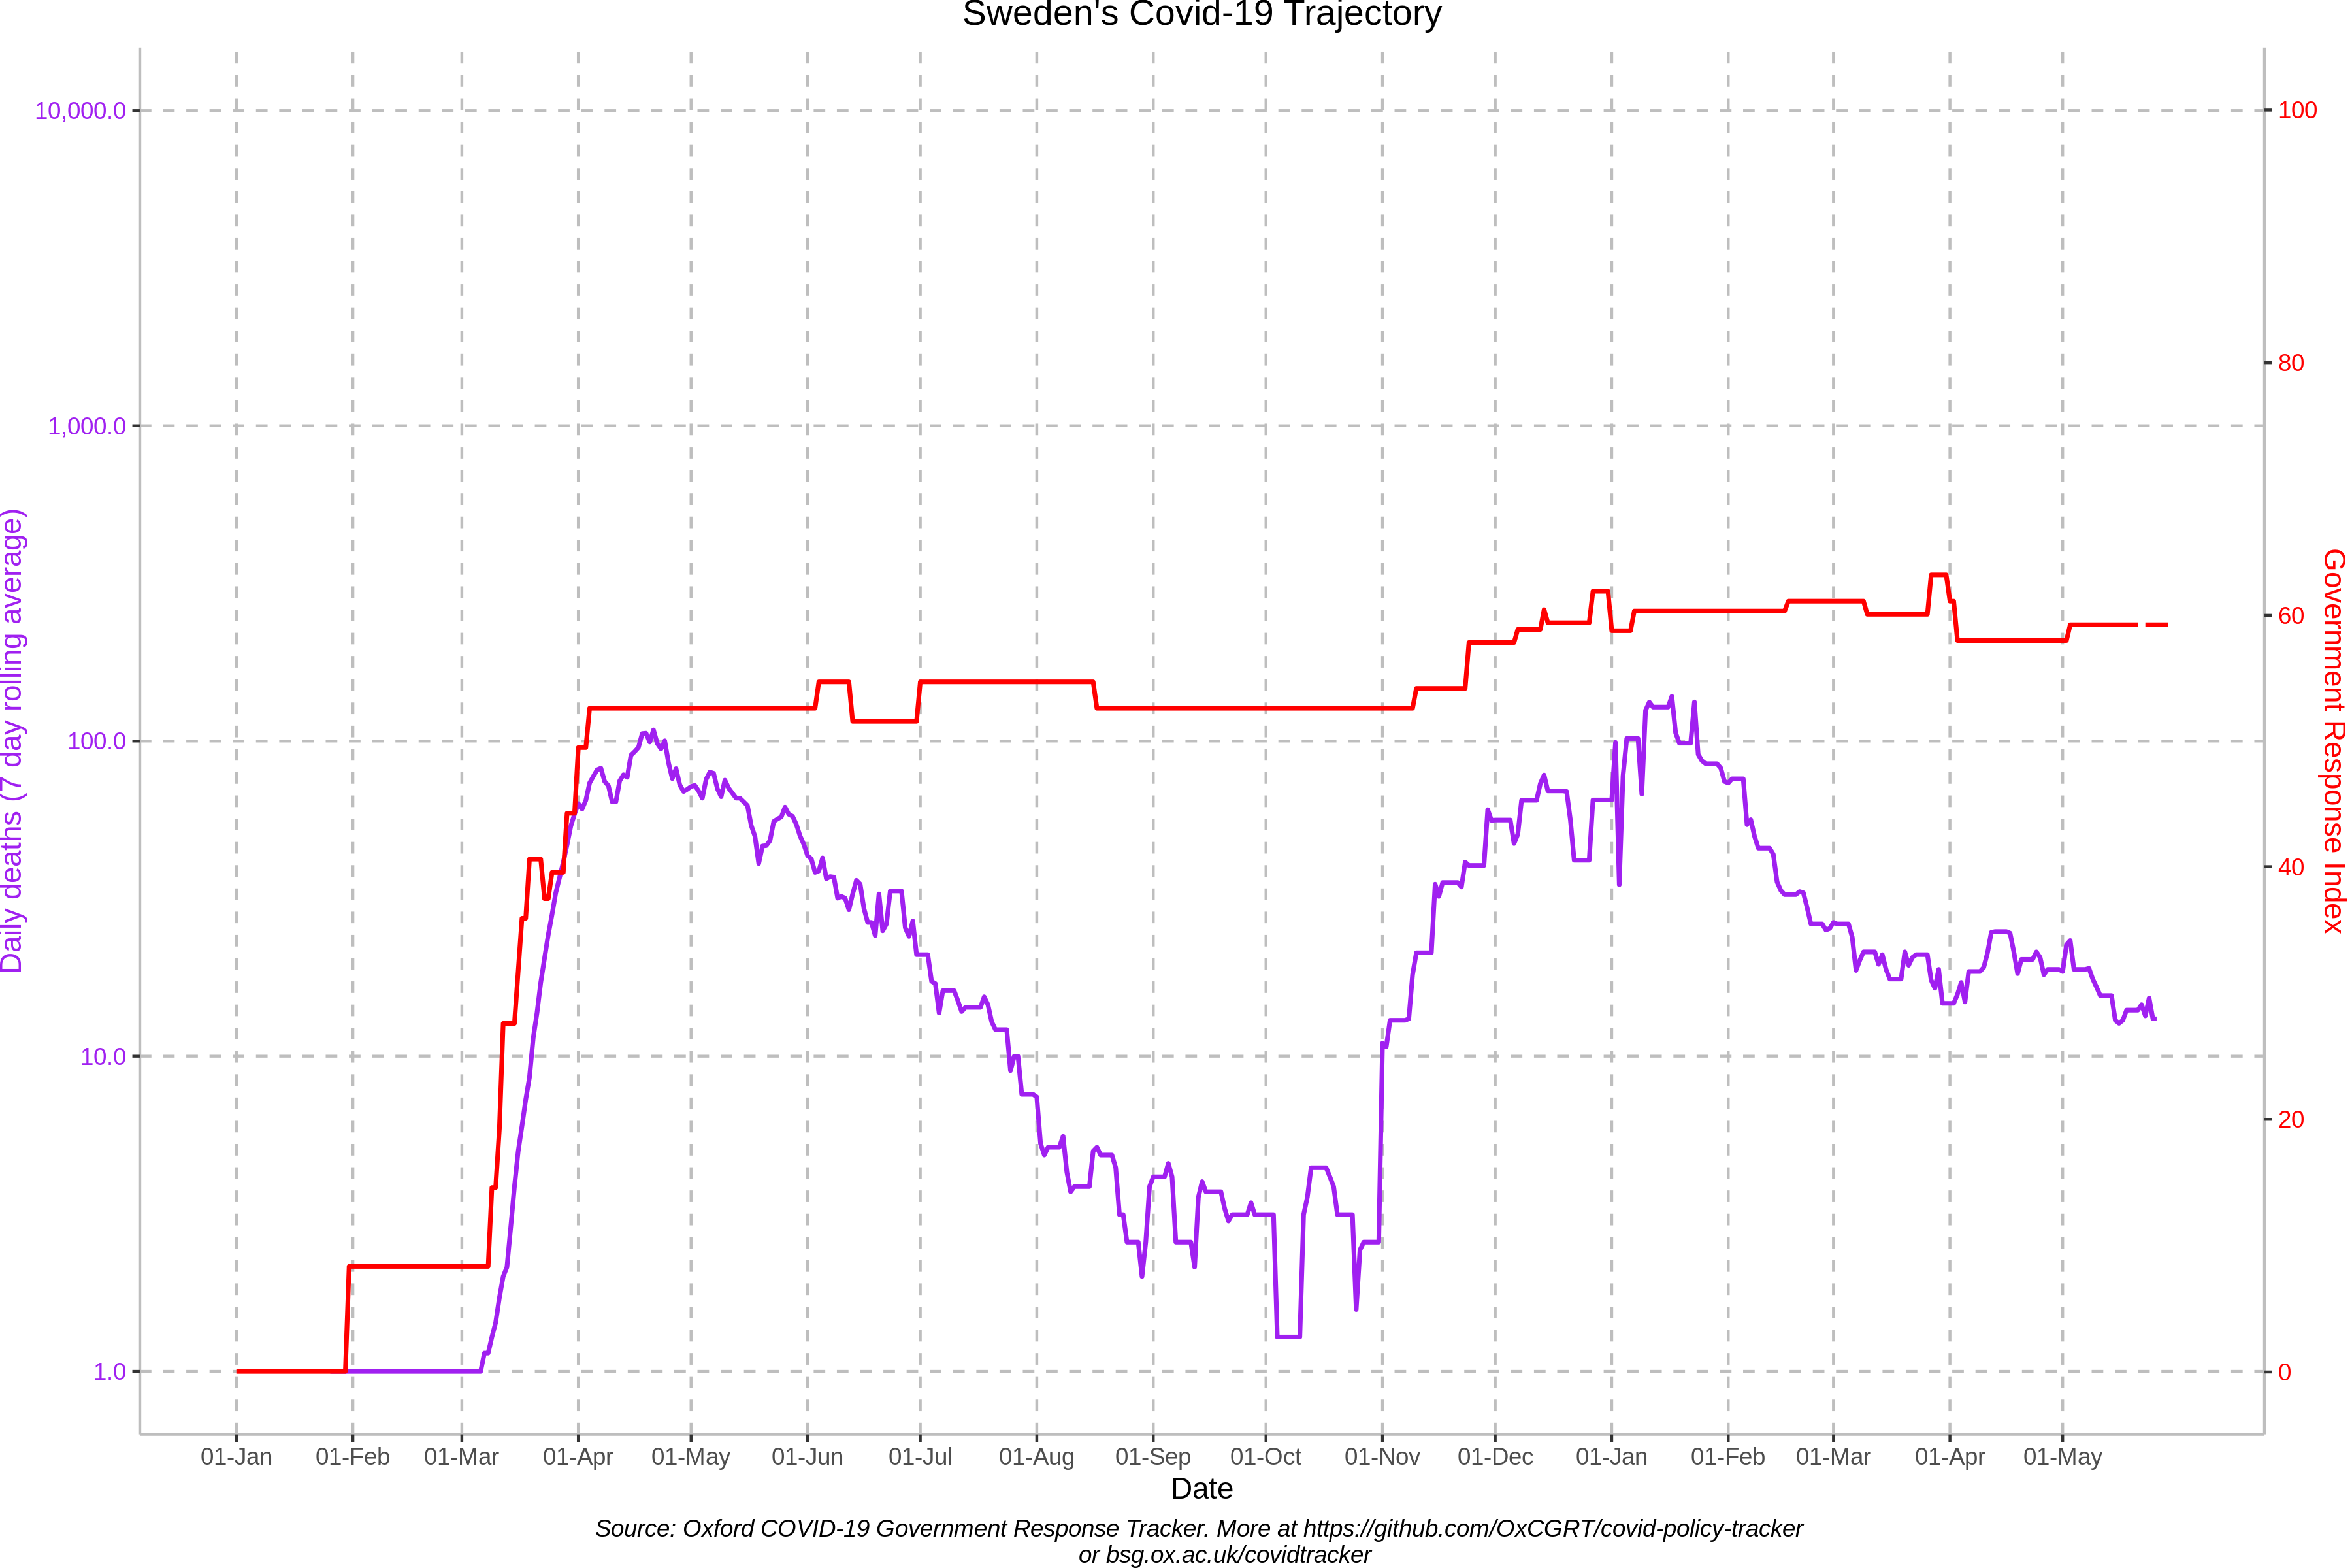 Sweden's Covid-19 Trajectory
10,000.0
1,000.0
100.0
10.0
1.0
Daily deaths (7 day rolling average)
100
80
60
40
20
0
Government Response Index
01-Jan 01-Feb 01-Mar 01-Apr 01-May 01-Jun 01-Jul 01-Aug 01-Sep 01-Oct 01-Nov 01-Dec 01-Jan 01-Feb 01-Mar 01-Apr 01-May
Date
Source: Oxford COVID-19 Government Response Tracker. More at https://github.com/OxCGRT/covid-policy-tracker
or bsg.ox.ac.uk/covidtracker